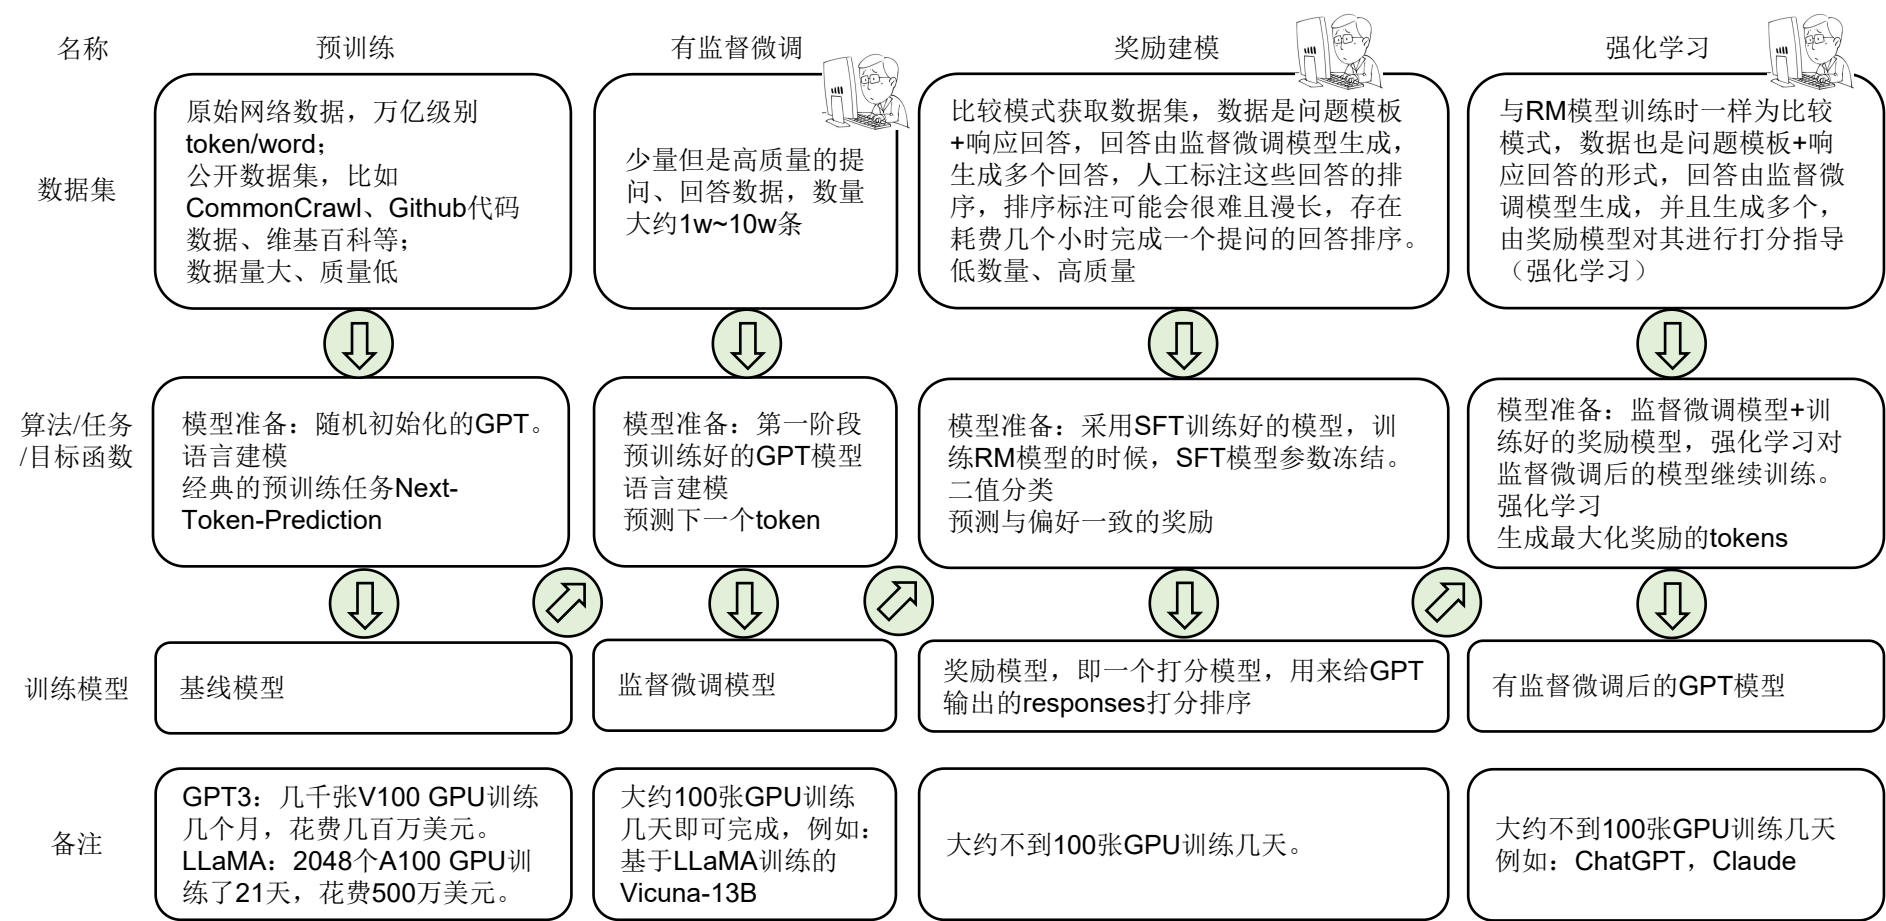 名称
预训练
有监督微调
奖励建模
强化学习
数据集
原始网络数据，万亿级别
token/word；
公开数据集，比如
CommonCrawl、Github代码
数据、维基百科等；
数据量大、质量低
少量但是高质量的提
问、回答数据，数量
大约1w~10w条
比较模式获取数据集，数据是问题模板
+响应回答，回答由监督微调模型生成，
生成多个回答，人工标注这些回答的排
序，排序标注可能会很难且漫长，存在
耗费几个小时完成一个提问的回答排序。
低数量、高质量
与RM模型训练时一样为比较
模式，数据也是问题模板+响
应回答的形式，回答由监督微
调模型生成，并且生成多个，
由奖励模型对其进行打分指导
（强化学习）
算法/任务
/目标函数
模型准备：随机初始化的GPT。
语言建模
经典的预训练任务Next-
Token-Prediction
模型准备：第一阶段
预训练好的GPT模型
语言建模
预测下一个token
模型准备：采用SFT训练好的模型，训
练RM模型的时候，SFT模型参数冻结。
二值分类
预测与偏好一致的奖励
模型准备：监督微调模型+训
练好的奖励模型，强化学习对
监督微调后的模型继续训练。
强化学习
生成最大化奖励的tokens
训练模型
基线模型
监督微调模型
奖励模型，即一个打分模型，用来给GPT
输出的responses打分排序
有监督微调后的GPT模型
备注
GPT3：几千张V100 GPU训练
几个月，花费几百万美元。
LLaMA：2048个A100 GPU训
练了21天，花费500万美元。
大约100张GPU训练
几天即可完成，例如：
基于LLaMA训练的
Vicuna-13B
大约不到100张GPU训练几天。
大约不到100张GPU训练几天
例如：ChatGPT，Claude